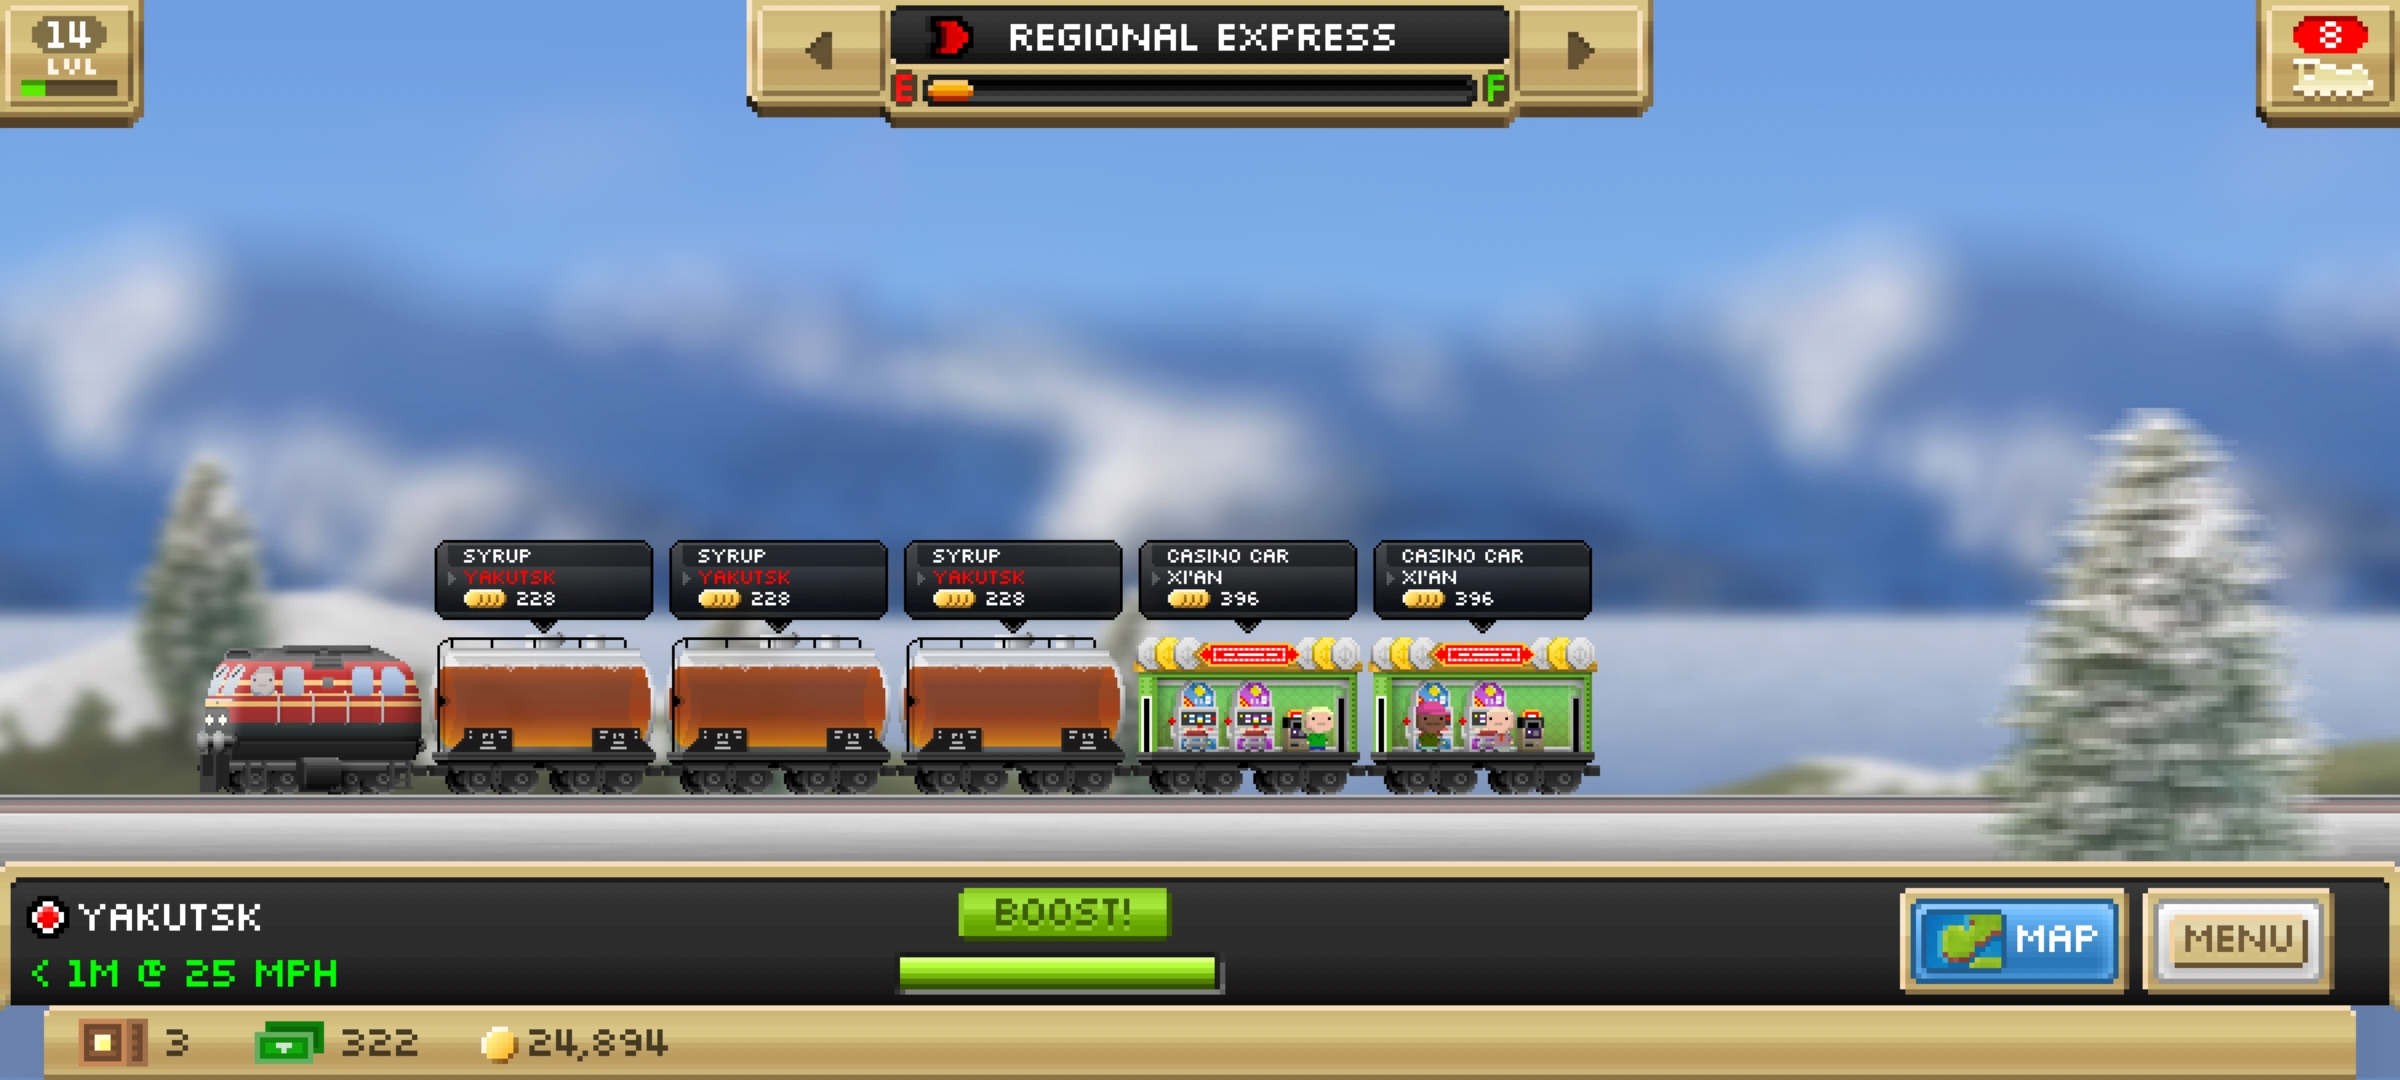 14
LVL
REGIONAL EXPRESS
E
F
8
SYRUP
YAKUTSK
228
SYRUP
YAKUTSK
228
SYRUP
YAKUTSK
228
CASINO CAR
XI'AN
396
CASINO CAR
XI'AN
396
YAKUTSK
BOOST!
MAP
MENU
< 1M @ 25 MPH
3
322
24,894